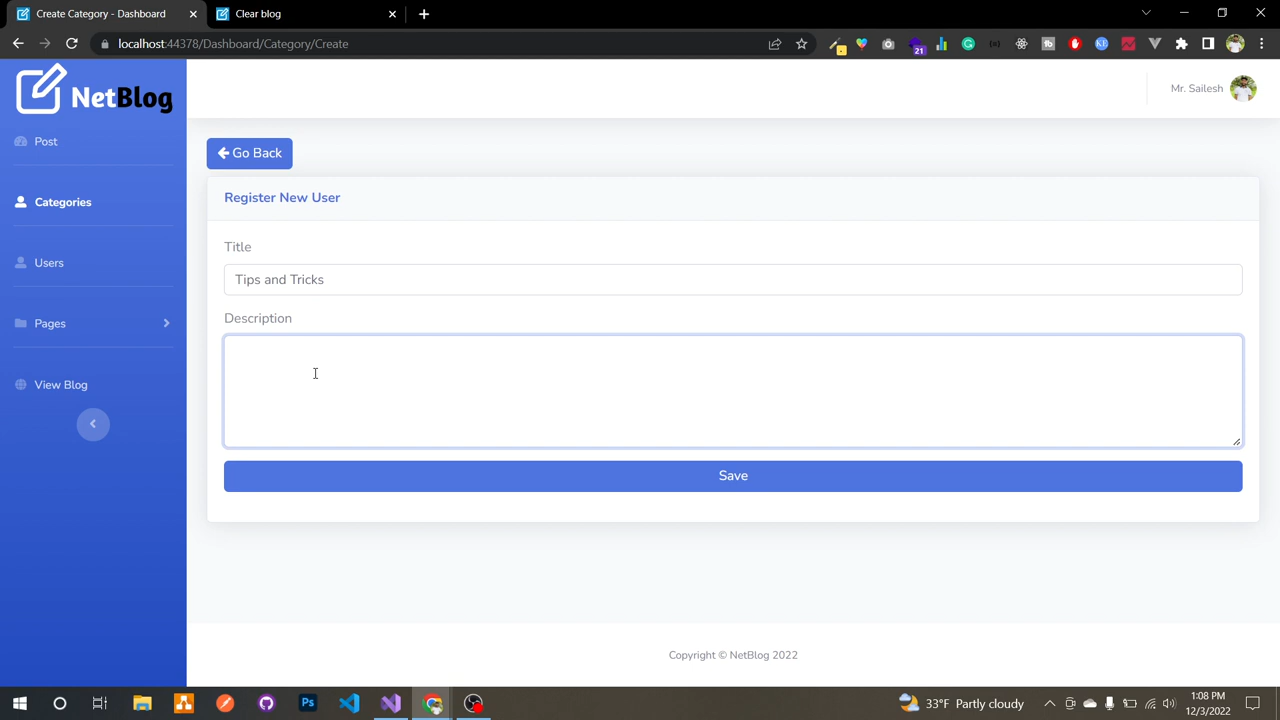 Create Category - Dashboard
Clear blog
localhost:44378/Dashboard/Category/Create
21
NetBlog
Mr. Sailesh
Post
Go Back
Categories
Register New User
Title
Users
Tips and Tricks
Description
Pages
View Blog
Save
Copyright © NetBlog 2022
Ps
33°F Partly cloudy
1:08 PM
12/3/2022